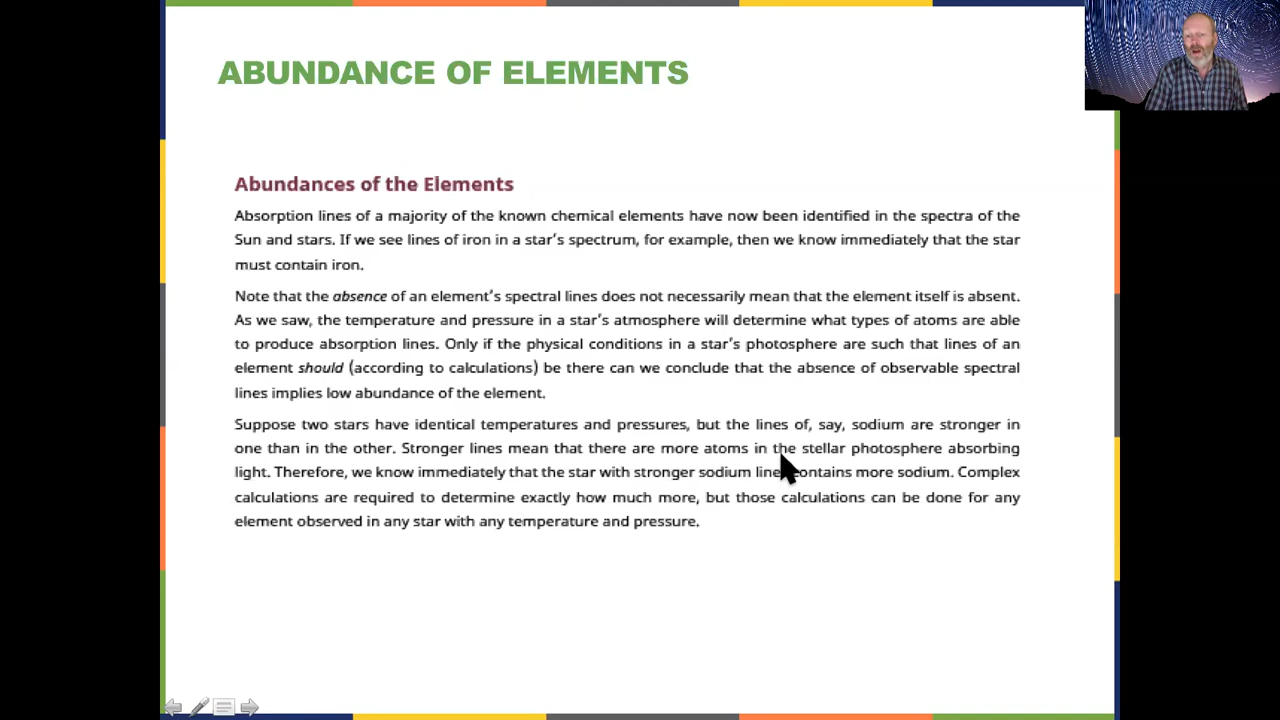 ABUNDANCE OF ELEMENTS
Abundances of the Elements
Absorption lines of a majority of the known chemical elements have now been identified in the spectra of the
Sun and stars. If we see lines of iron in a star's spectrum, for example, then we know immediately that the star
must contain iron.
Note that the absence of an element's spectral lines does not necessarily mean that the element itself is absent.
As we saw, the temperature and pressure in a star's atmosphere will determine what types of atoms are able
to produce absorption lines. Only if the physical conditions in a star's photosphere are such that lines of an
element should (according to calculations) be there can we conclude that the absence of observable spectral
lines implies low abundance of the element.
Suppose two stars have identical temperatures and pressures, but the lines of, say, sodium are stronger in
one than in the other. Stronger lines mean that there are more atoms in the stellar photosphere absorbing
light. Therefore, we know immediately that the star with stronger sodium lines contains more sodium. Complex
calculations are required to determine exactly how much more, but those calculations can be done for any
element observed in any star with any temperature and pressure.